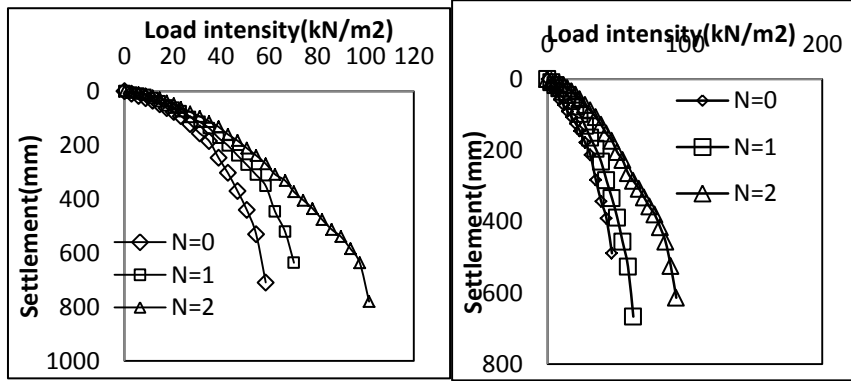 Load intensity(kN/m2)
0 20 40 60 80 100 120
0
200
400
600
800
1000
Settlement(mm)
N=0
N=1
N=2
Load intensity(kN/m2)
0 100 200
0
200
400
600
800
Settlement(mm)
N=0
N=1
N=2